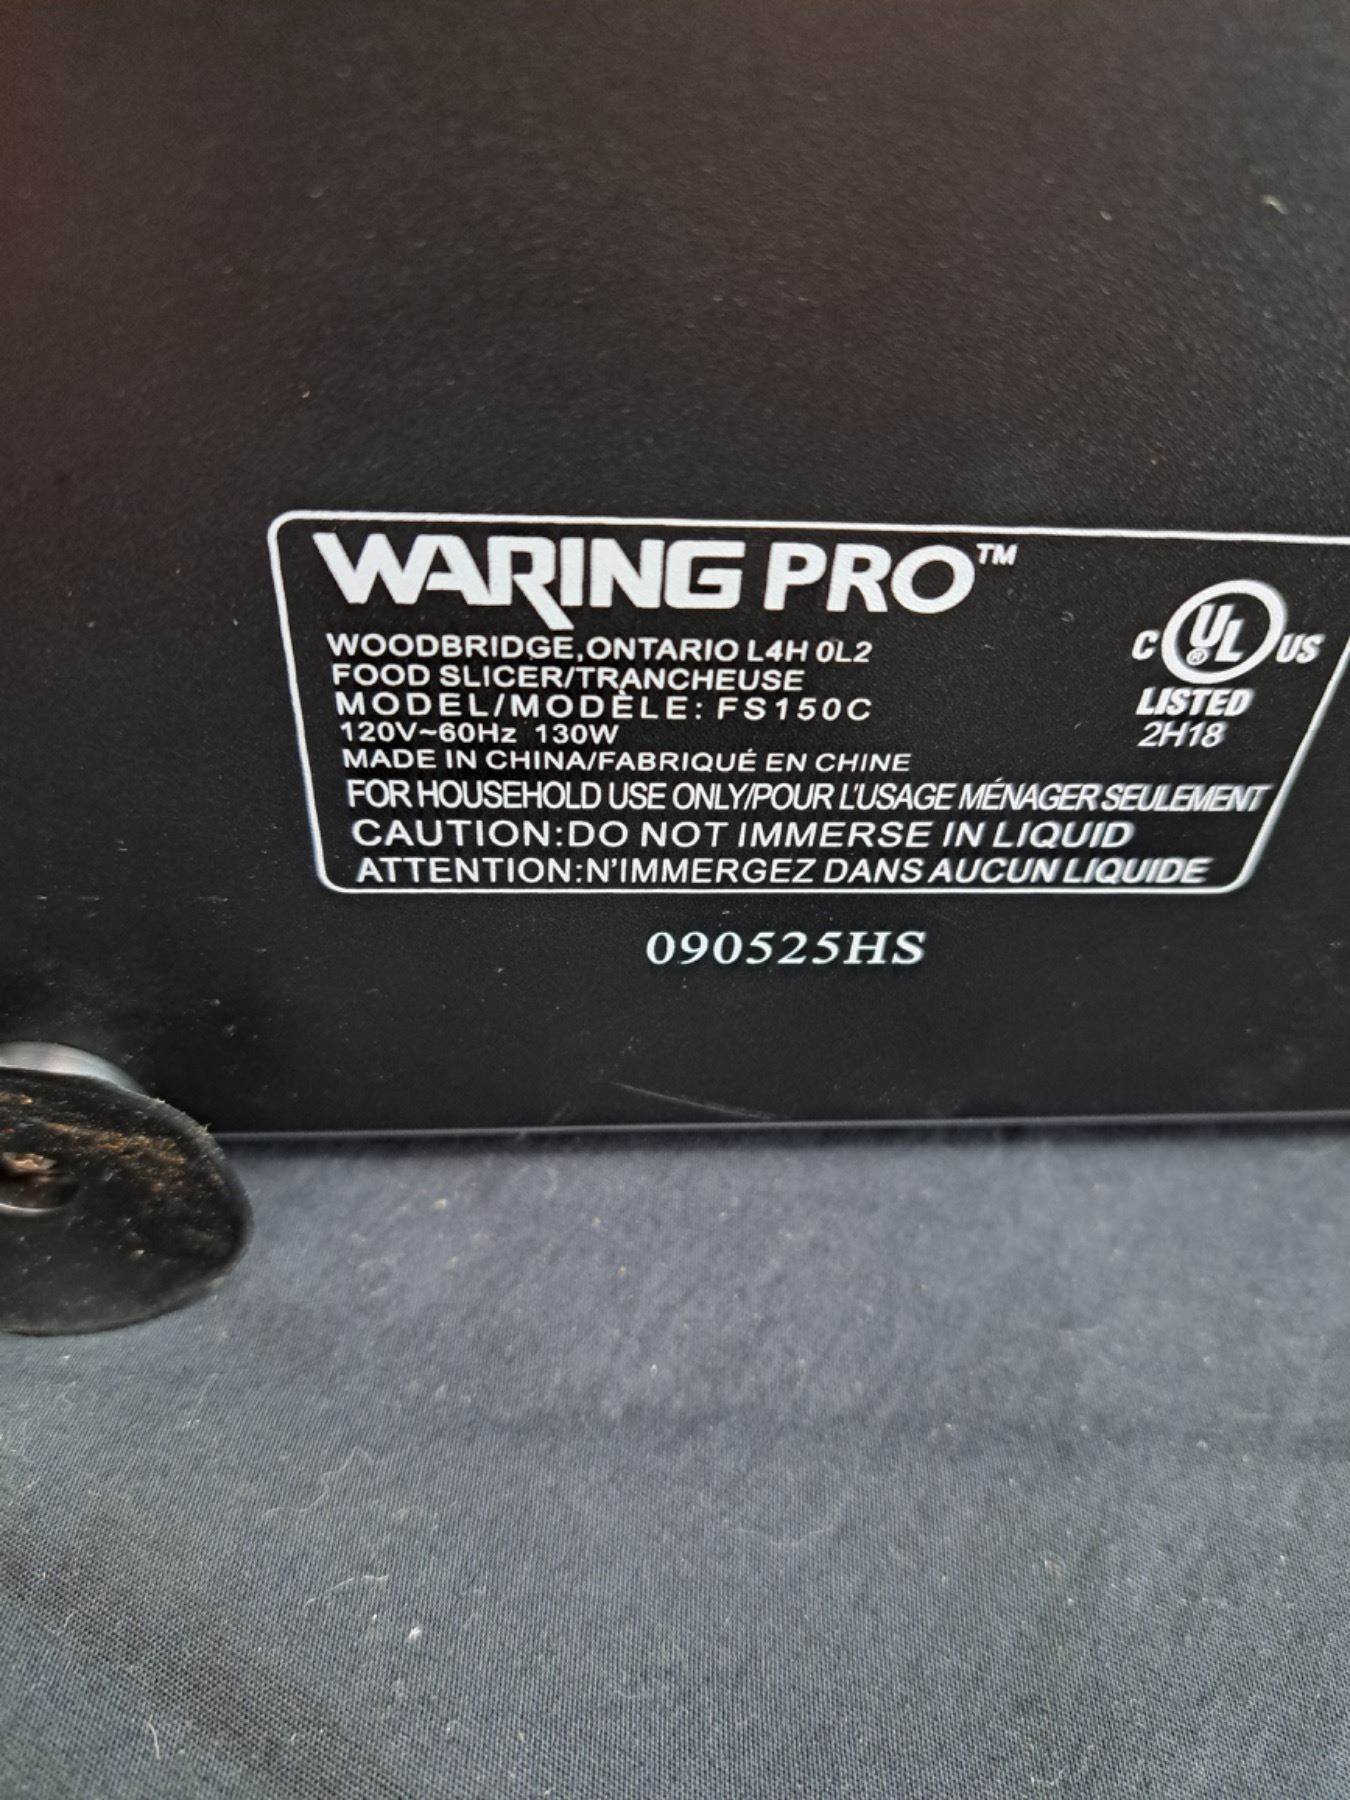 WARING PRO™
WOODBRIDGE,ONTARIO L4H 0L2
FOOD SLICER/TRANCHEUSE
MODEL/MODÈLE: FS150C
120V~60Hz 130W
MADE IN CHINA/FABRIQUÉ EN CHINE
FOR HOUSEHOLD USE ONLY/POUR L'USAGE MÉNAGER SEULEMENT
CAUTION:DO NOT IMMERSE IN LIQUID
ATTENTION:N'IMMERGEZ DANS AUCUN LIQUIDE
C UL® US
LISTED
2H18
090525HS